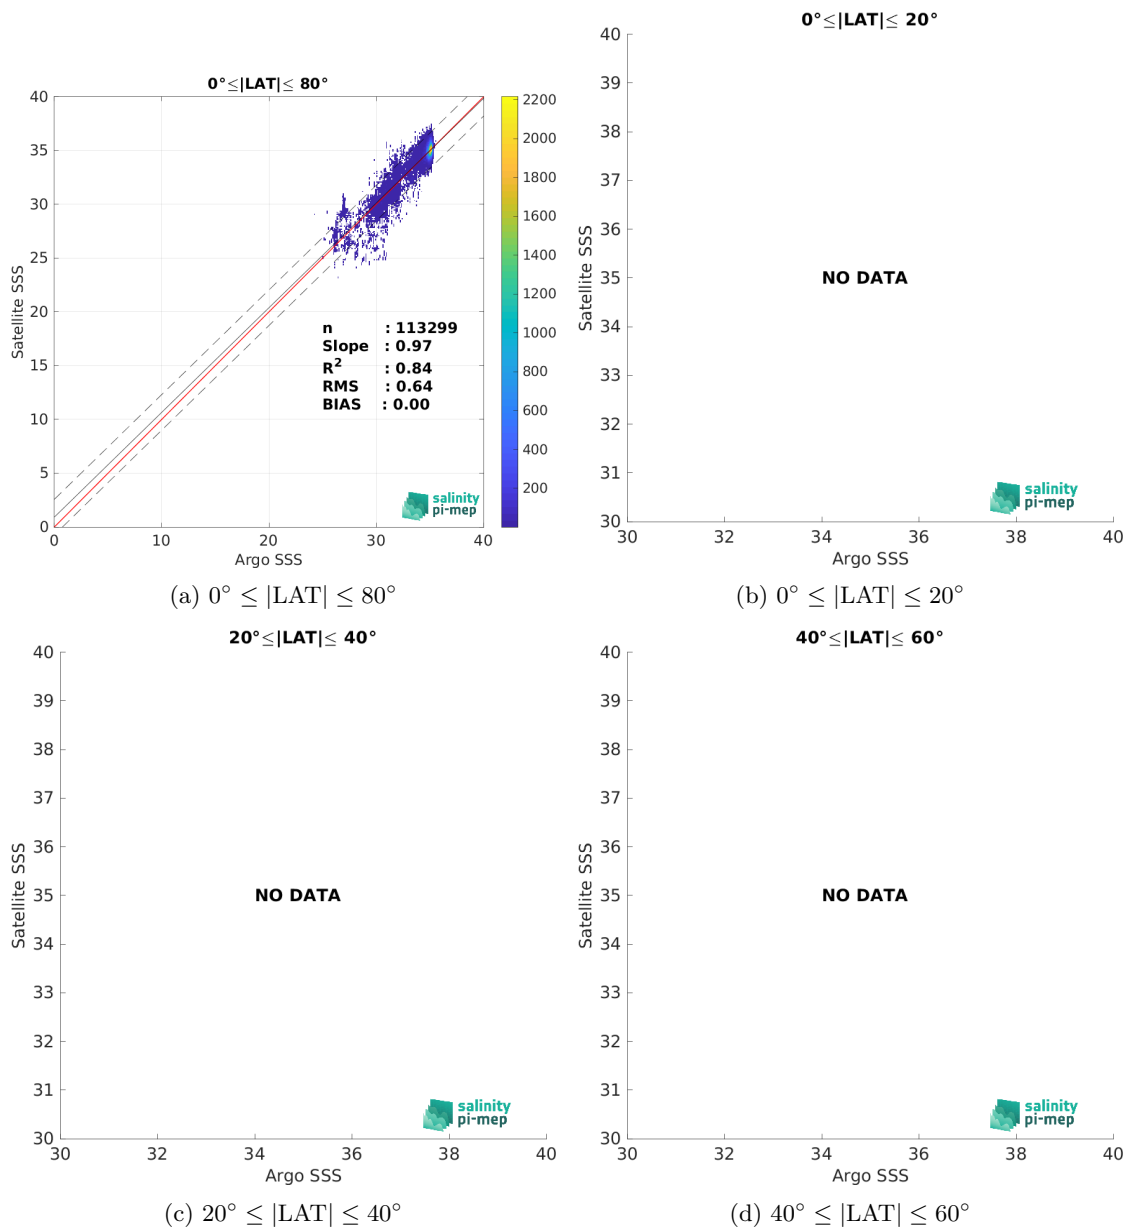 0°≤|LAT|≤ 80°
40
35
30
25
20
15
10
5
0
0
10
20
30
40
Satellite SSS
Argo SSS
n : 113299
Slope : 0.97
R² : 0.84
RMS : 0.64
BIAS : 0.00
2200
2000
1800
1600
1400
1200
1000
800
600
400
200
salinity
pi-mep
(a) 0° ≤ |LAT| ≤ 80°
0°≤|LAT|≤ 20°
40
39
38
37
36
35
34
33
32
31
30
30
32
34
36
38
40
Satellite SSS
Argo SSS
NO DATA
salinity
pi-mep
(b) 0° ≤ |LAT| ≤ 20°
20°≤|LAT|≤ 40°
40
39
38
37
36
35
34
33
32
31
30
30
32
34
36
38
40
Satellite SSS
Argo SSS
NO DATA
salinity
pi-mep
(c) 20° ≤ |LAT| ≤ 40°
40°≤|LAT|≤ 60°
40
39
38
37
36
35
34
33
32
31
30
30
32
34
36
38
40
Satellite SSS
Argo SSS
NO DATA
salinity
pi-mep
(d) 40° ≤ |LAT| ≤ 60°